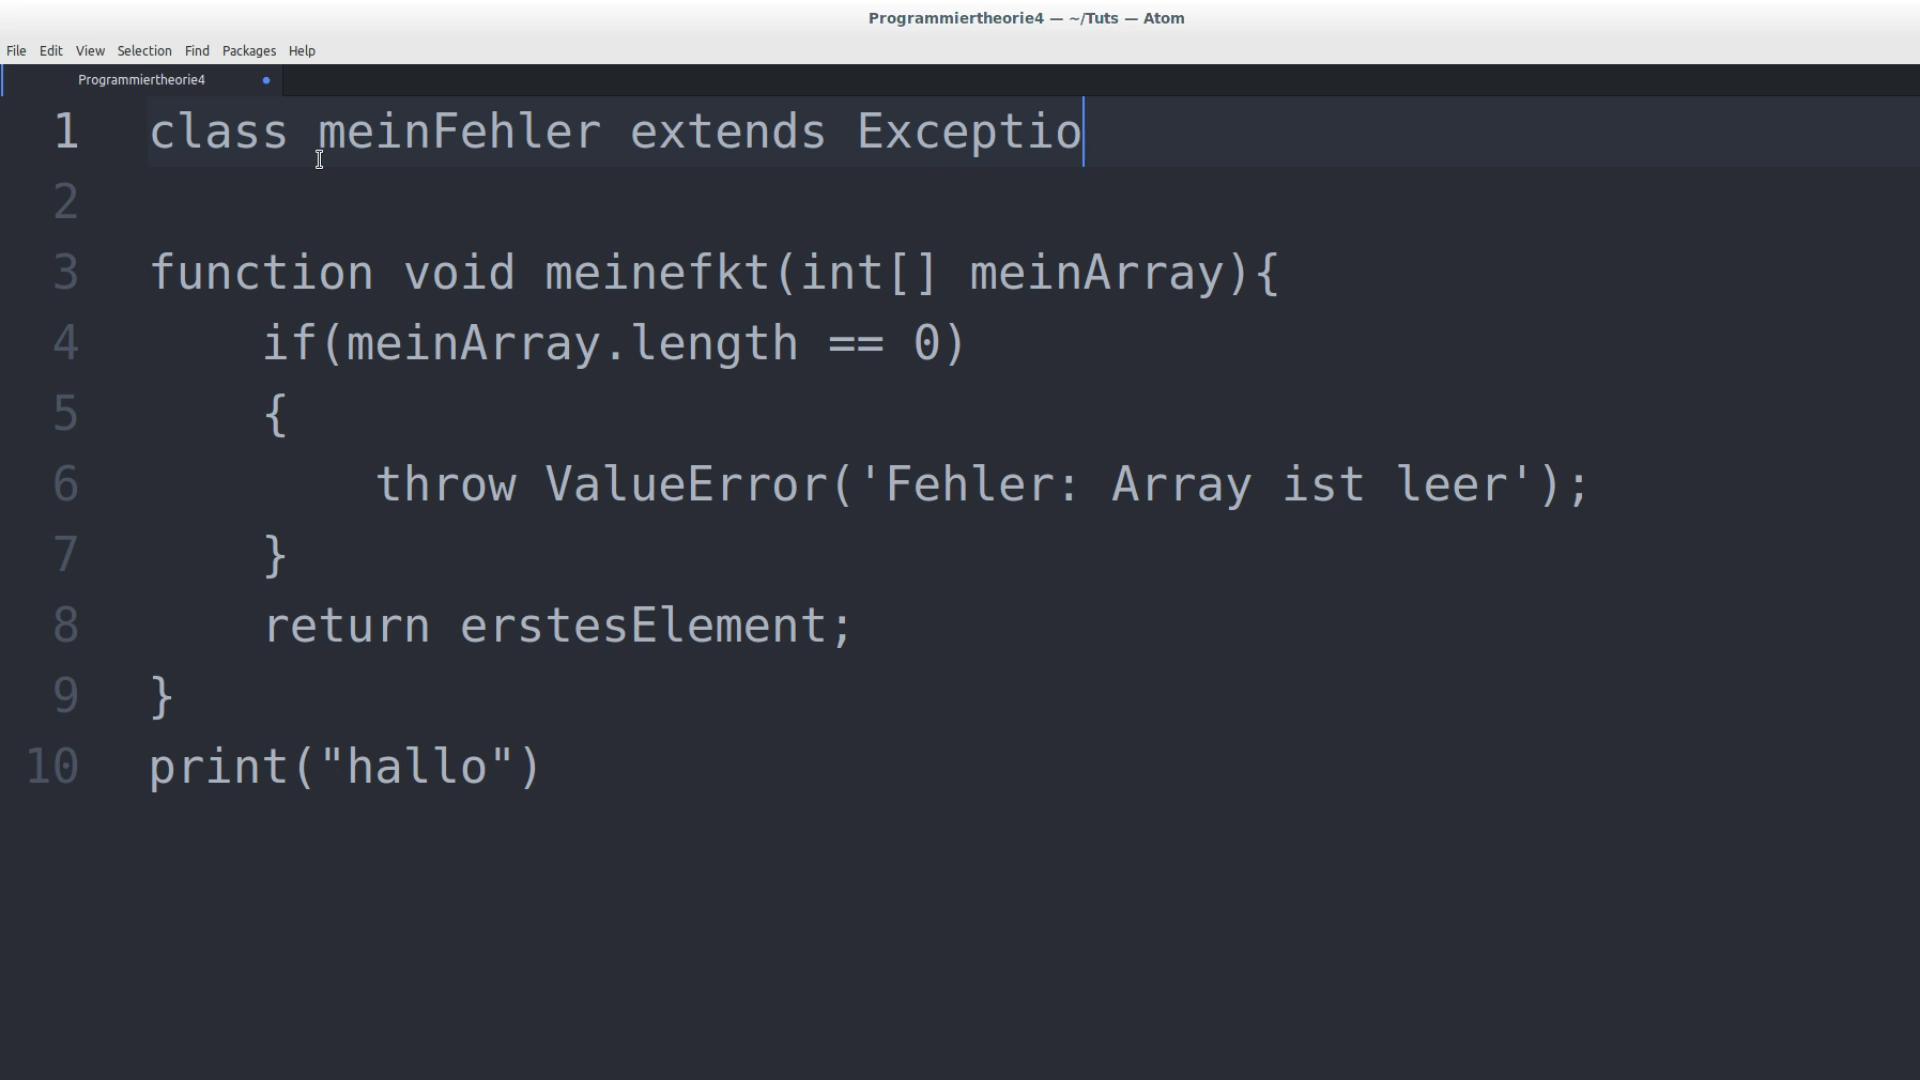 Programmiertheorie4 — ~/Tuts — Atom
File Edit View Selection Find Packages Help
Programmiertheorie4
1 class meinFehler extends Exceptio
2
3 function void meinefkt(int[] meinArray){
4     if(meinArray.length == 0)
5     {
6         throw ValueError('Fehler: Array ist leer');
7     }
8     return erstesElement;
9 }
10 print("hallo")